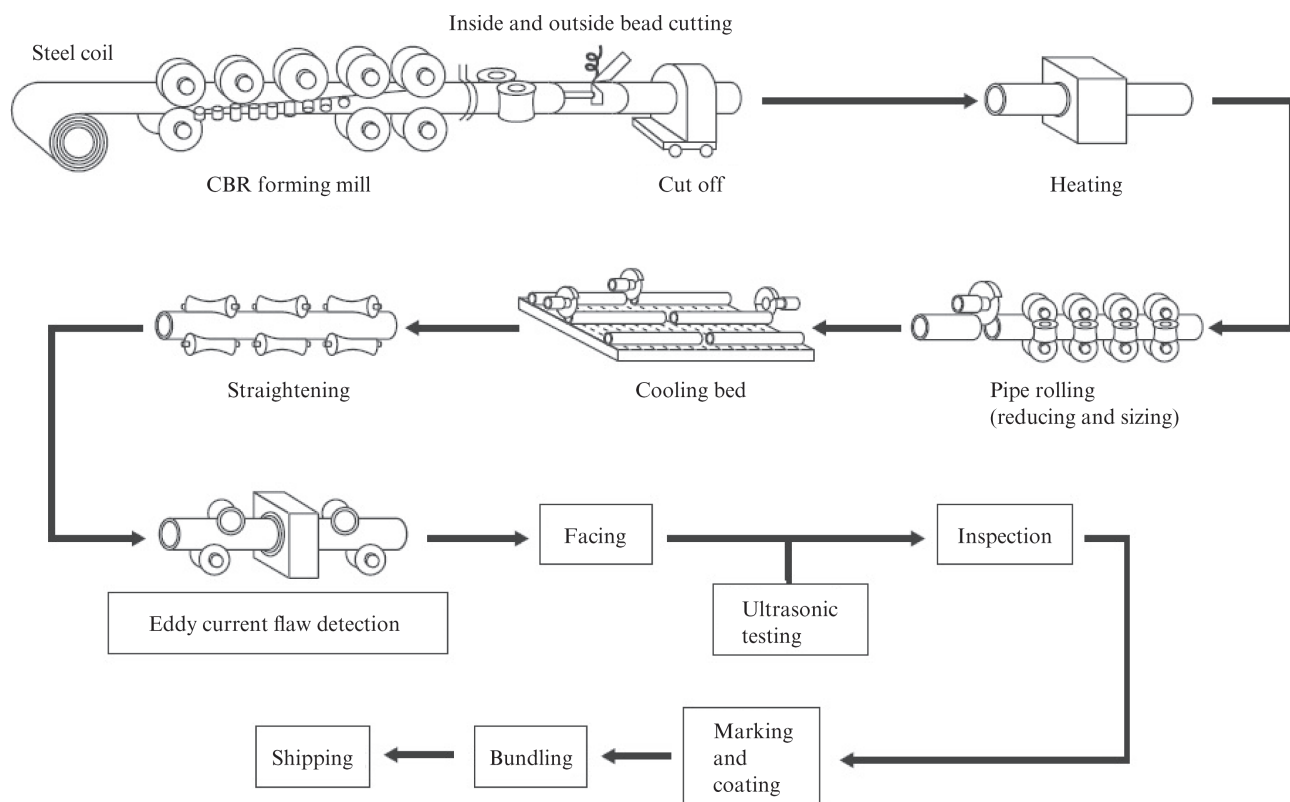 Inside and outside bead cutting
Steel coil
CBR forming mill
Cut off
Heating
Straightening
Cooling bed
Pipe rolling
(reducing and sizing)
Eddy current flaw detection
Facing
Ultrasonic
testing
Inspection
Shipping
Bundling
Marking
and
coating